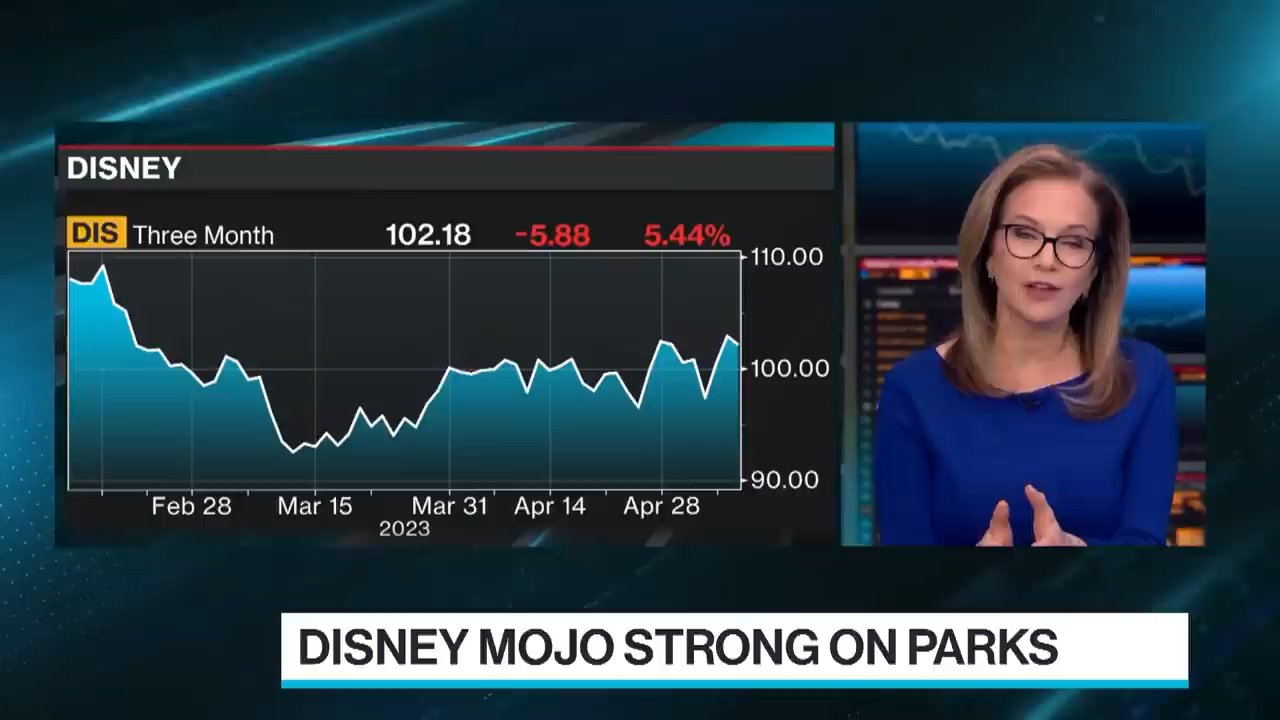 DISNEY
DIS Three Month 102.18 -5.88 5.44%
110.00
100.00
90.00
Feb 28 Mar 15 Mar 31 Apr 14 Apr 28
2023
DISNEY MOJO STRONG ON PARKS